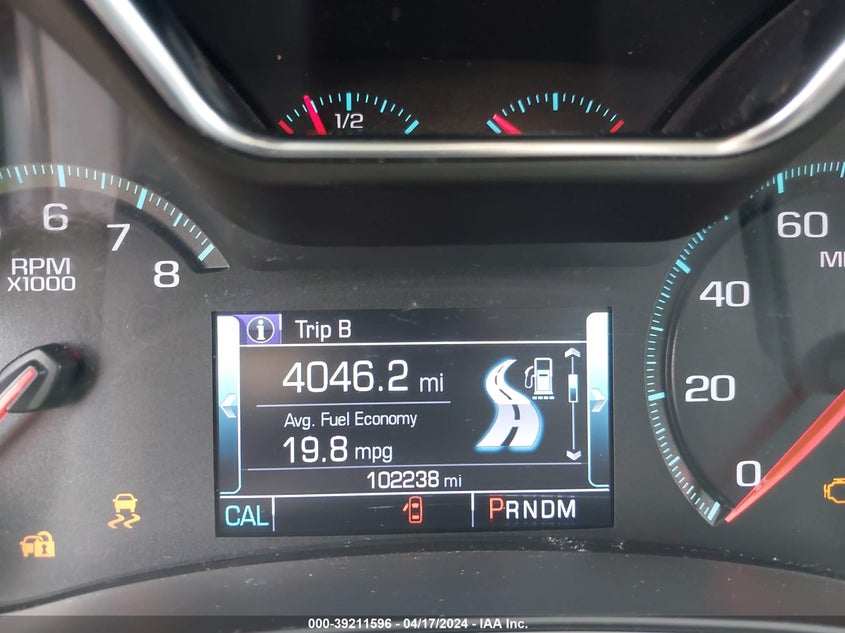 1/2
6
7
8
RPM
X1000
60
40
20
0
Trip B
4046.2 mi
Avg. Fuel Economy
19.8 mpg
102238 mi
CAL
PRNDM
000-39211596 - 04/17/2024 - IAA Inc.